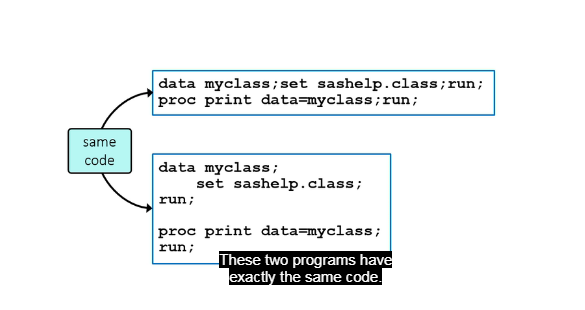 data myclass;set sashelp.class;run;
proc print data=myclass;run;
same
code
data myclass;
set sashelp.class;
run;
proc print data=myclass;
run;
These two programs have
exactly the same code.